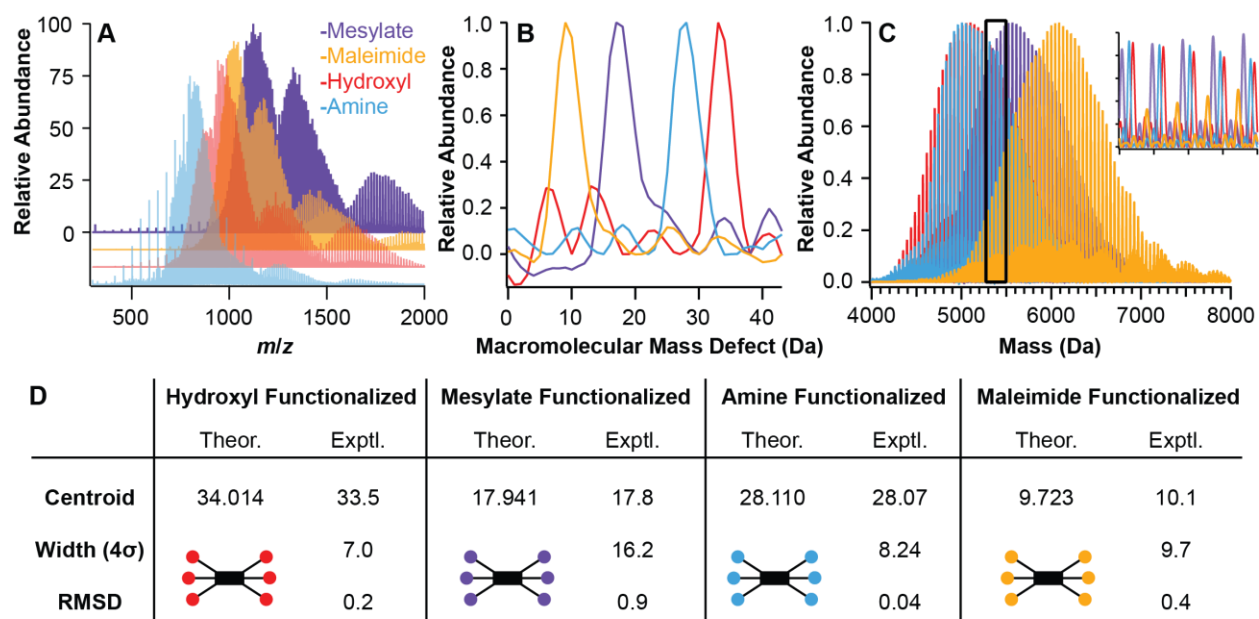 A
-Mesylate
-Maleimide
-Hydroxyl
-Amine
Relative Abundance
100
75
50
25
0
500
1000
1500
2000
m/z
B
Relative Abundance
1.0
0.8
0.6
0.4
0.2
0.0
0
10
20
30
40
Macromolecular Mass Defect (Da)
C
Relative Abundance
1.0
0.8
0.6
0.4
0.2
0.0
4000
5000
6000
7000
8000
Mass (Da)
D
Hydroxyl Functionalized Mesylate Functionalized Amine Functionalized Maleimide Functionalized
Theor. Exptl. Theor. Exptl. Theor. Exptl. Theor. Exptl.
Centroid 34.014 33.5 17.941 17.8 28.110 28.07 9.723 10.1
Width (4σ) 7.0 16.2 8.24 9.7
RMSD 0.2 0.9 0.04 0.4